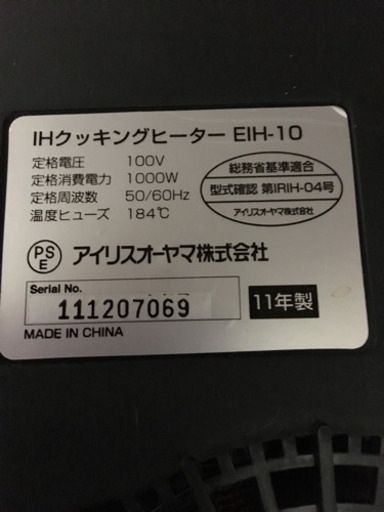 IHクッキングヒーター EIH-10
定格電圧 100V
定格消費電力 1000W
定格周波数 50/60Hz
温度ヒューズ 184℃
総務省基準適合
型式確認 第IRIH-04号
アイリスオーヤマ株式会社
PS
E
アイリスオーヤマ株式会社
Serial No.
111207069
11年製
MADE IN CHINA